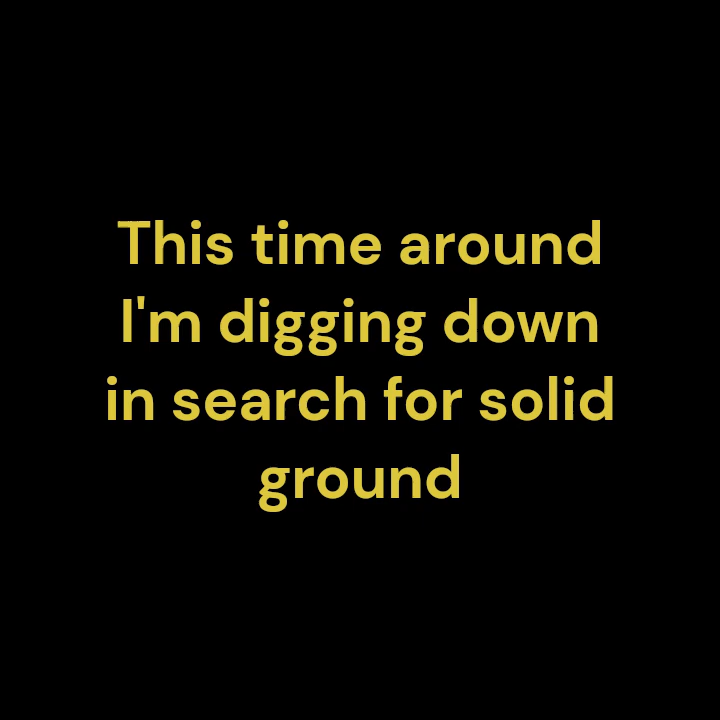 This time around
I'm digging down
in search for solid
ground